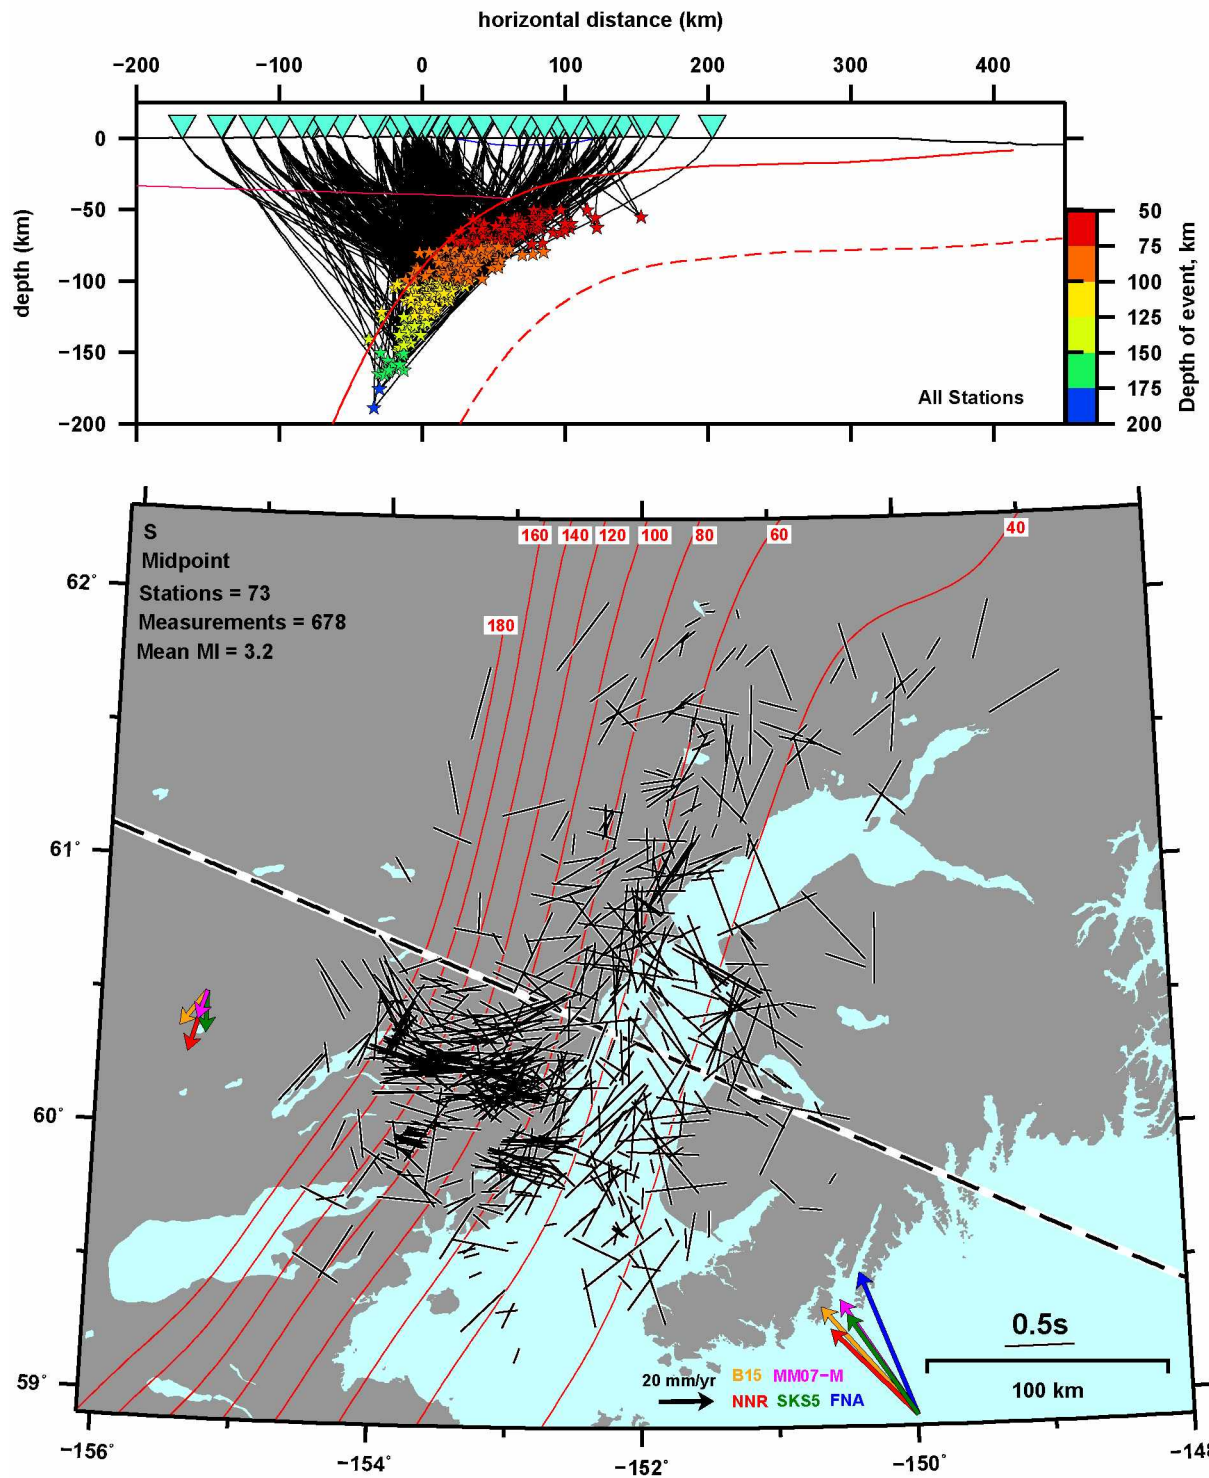 horizontal distance (km)
−200 −100 0 100 200 300 400
0
−50
−100
−150
−200
depth (km)
50
75
100
125
150
175
200
Depth of event, km
All Stations
S
Midpoint
Stations = 73
Measurements = 678
Mean MI = 3.2
160 140 120 100 80 60 40
180
62°
61°
60°
59°
0.5s
20 mm/yr
B15 MM07−M
NNR SKS5 FNA
100 km
−156° −154° −152° −150° −148